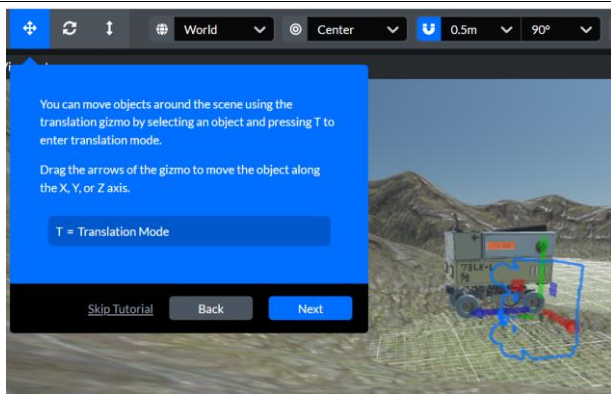 World Center 0.5m 90°
You can move objects around the scene using the
translation gizmo by selecting an object and pressing T to
enter translation mode.
Drag the arrows of the gizmo to move the object along
the X, Y, or Z axis.
T = Translation Mode
Skip Tutorial Back Next